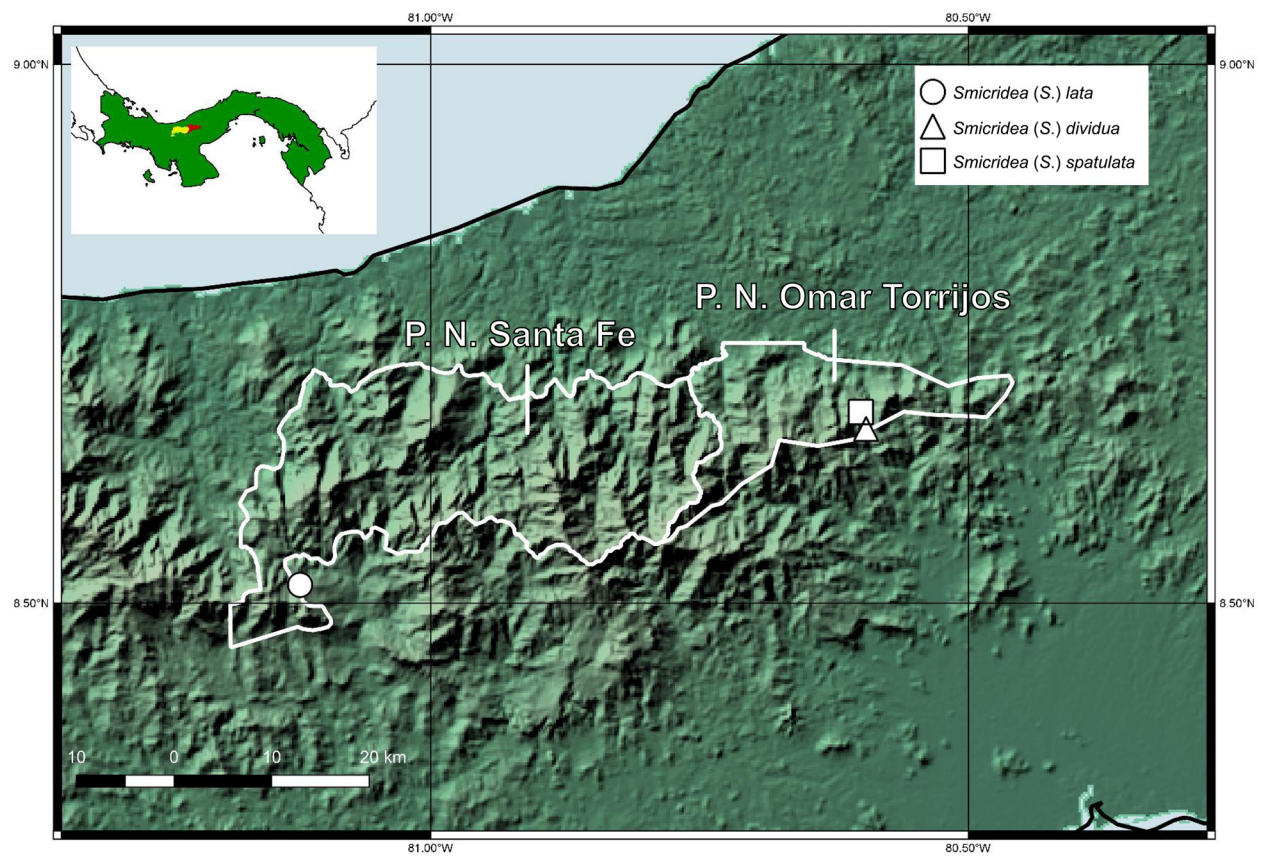 81.00°W
80.50°W
9.00°N
9.00°N
Smicridea (S.) lata
Smicridea (S.) dividua
Smicridea (S.) spatulata
P. N. Omar Torrijos
P. N. Santa Fe
8.50°N
8.50°N
10 0 20 km
81.00°W
80.50°W